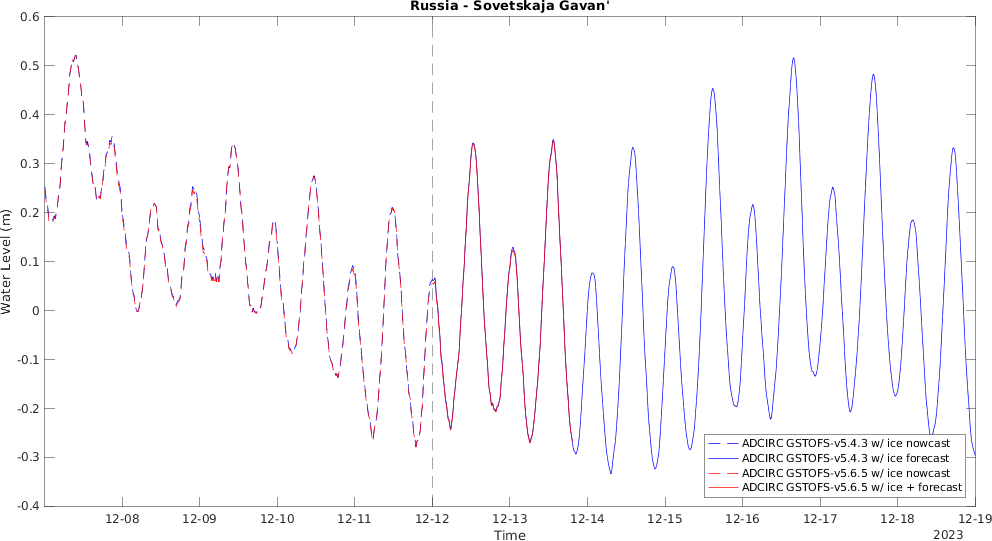 Russia - Sovetskaja Gavan'
0.6
0.5
0.4
0.3
0.2
0.1
0
-0.1
-0.2
-0.3
-0.4
Water Level (m)
ADCIRC GSTOFS-v5.4.3 w/ ice nowcast
ADCIRC GSTOFS-v5.4.3 w/ ice forecast
ADCIRC GSTOFS-v5.6.5 w/ ice nowcast
ADCIRC GSTOFS-v5.6.5 w/ ice + forecast
12-08 12-09 12-10 12-11 12-12 12-13 12-14 12-15 12-16 12-17 12-18 12-19
Time
2023